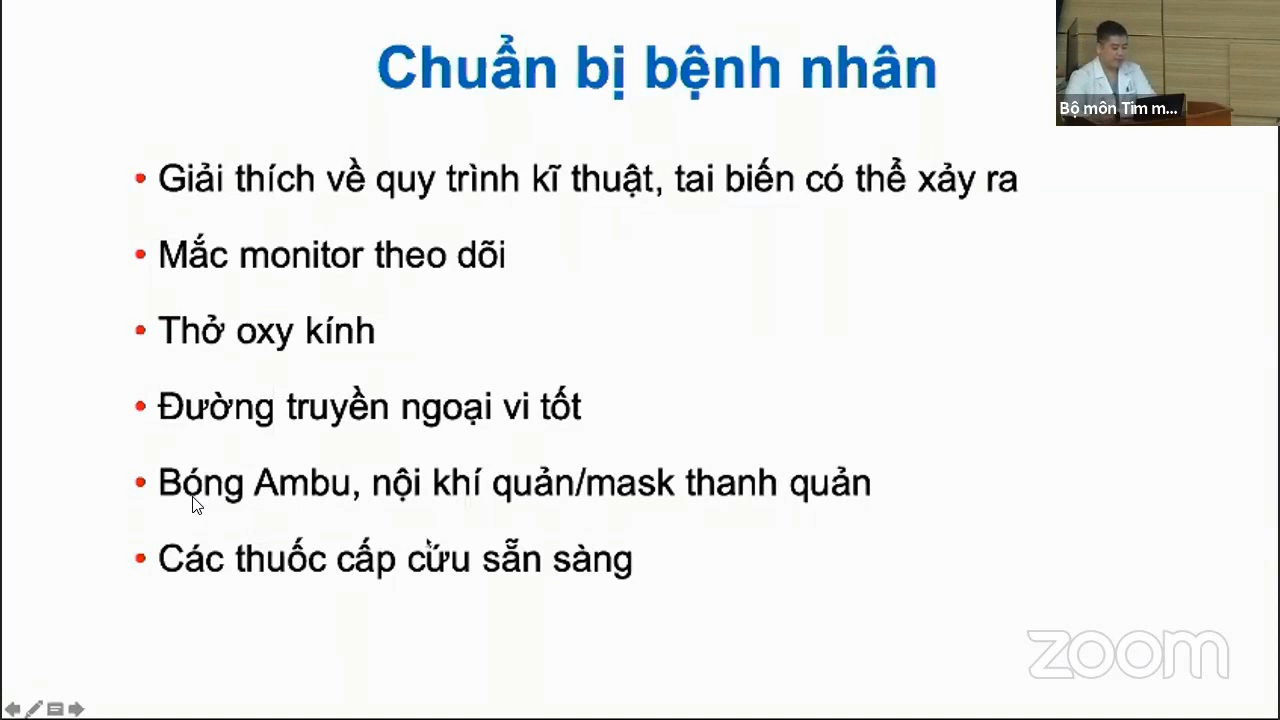 Chuẩn bị bệnh nhân
Bộ môn Tim m...
• Giải thích về quy trình kĩ thuật, tai biến có thể xảy ra
• Mắc monitor theo dõi
• Thở oxy kính
• Đường truyền ngoại vi tốt
• Bóng Ambu, nội khí quản/mask thanh quản
• Các thuốc cấp cứu sẵn sàng
zoom